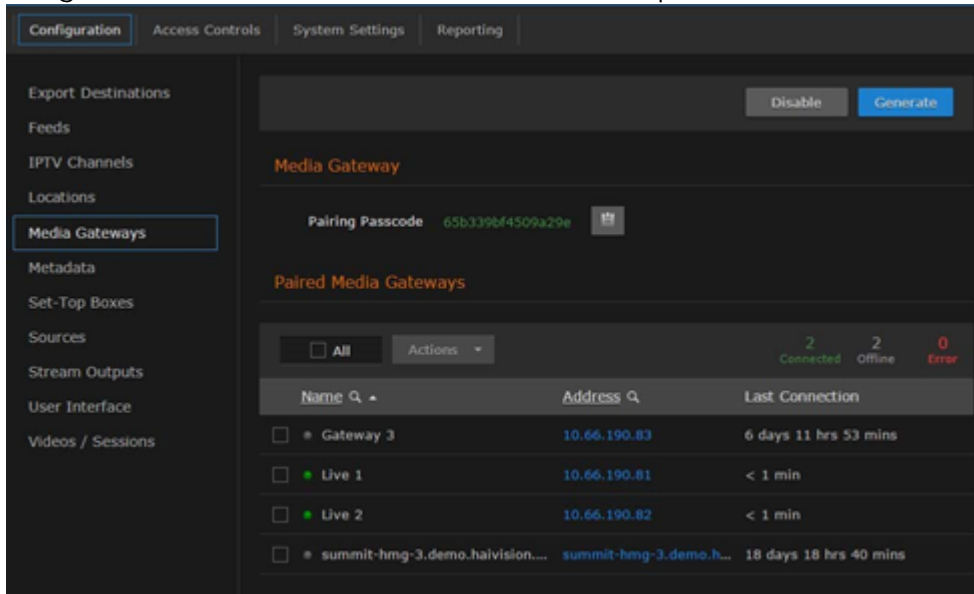 Configuration Access Controls System Settings Reporting
Export Destinations
Feeds
IPTV Channels
Locations
Media Gateways
Metadata
Set-Top Boxes
Sources
Stream Outputs
User Interface
Videos / Sessions
Disable Generate
Media Gateway
Pairing Passcode 65b339bf4509a29e
Paired Media Gateways
All Actions
2 Connected 2 Offline 0 Error
Name Address Last Connection
Gateway 3 10.66.190.83 6 days 11 hrs 53 mins
Live 1 10.66.190.81 < 1 min
Live 2 10.66.190.82 < 1 min
summit-hmg-3.demo.haivision.... summit-hmg-3.demo.h... 18 days 18 hrs 40 mins